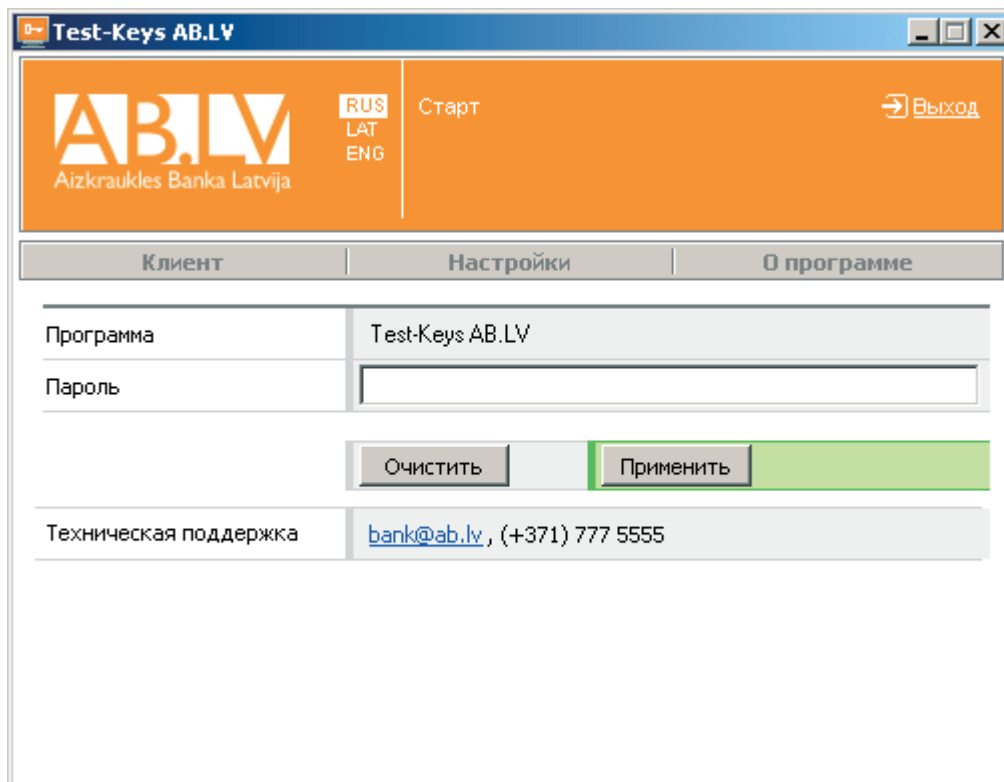 Test-Keys AB.LV
AB.LV
Aizkraukles Banka Latvija
RUS
LAT
ENG
Старт
Выход
Клиент
Настройки
О программе
Программа
Test-Keys AB.LV
Пароль
Очистить
Применить
Техническая поддержка
bank@ab.lv , (+371) 777 5555